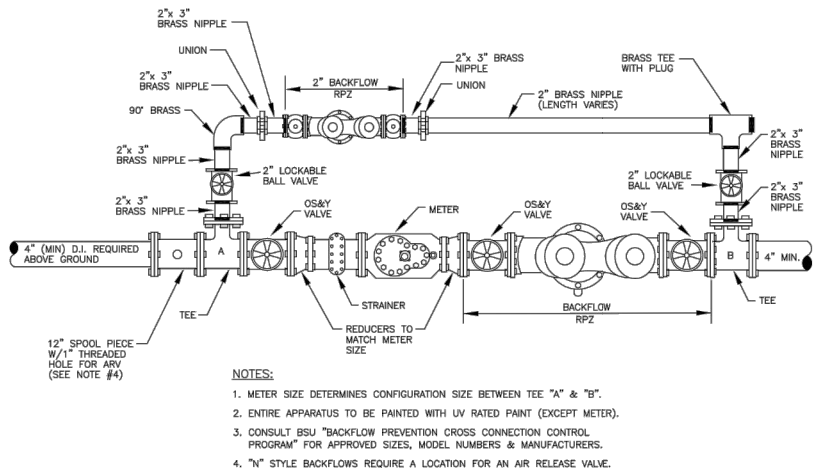 2"x 3"
BRASS NIPPLE
UNION
2"x 3"
BRASS NIPPLE
90° BRASS
2" BACKFLOW
RPZ
2"x 3" BRASS
NIPPLE
UNION
2" BRASS NIPPLE
(LENGTH VARIES)
BRASS TEE
WITH PLUG
2"x 3"
BRASS NIPPLE
2" LOCKABLE
BALL VALVE
2"x 3"
BRASS NIPPLE
2"x 3"
BRASS
NIPPLE
2" LOCKABLE
BALL VALVE
2"x 3"
BRASS
NIPPLE
OS&Y
VALVE
METER
OS&Y
VALVE
OS&Y
VALVE
4" (MIN) D.I. REQUIRED
ABOVE GROUND
A
B
4" MIN.
TEE
STRAINER
REDUCERS TO
MATCH METER
SIZE
BACKFLOW
RPZ
TEE
12" SPOOL PIECE
W/1" THREADED
HOLE FOR ARV
(SEE NOTE #4)
NOTES:
1. METER SIZE DETERMINES CONFIGURATION SIZE BETWEEN TEE "A" & "B".
2. ENTIRE APPARATUS TO BE PAINTED WITH UV RATED PAINT (EXCEPT METER).
3. CONSULT BSU "BACKFLOW PREVENTION CROSS CONNECTION CONTROL
PROGRAM" FOR APPROVED SIZES, MODEL NUMBERS & MANUFACTURERS.
4. "N" STYLE BACKFLOWS REQUIRE A LOCATION FOR AN AIR RELEASE VALVE.